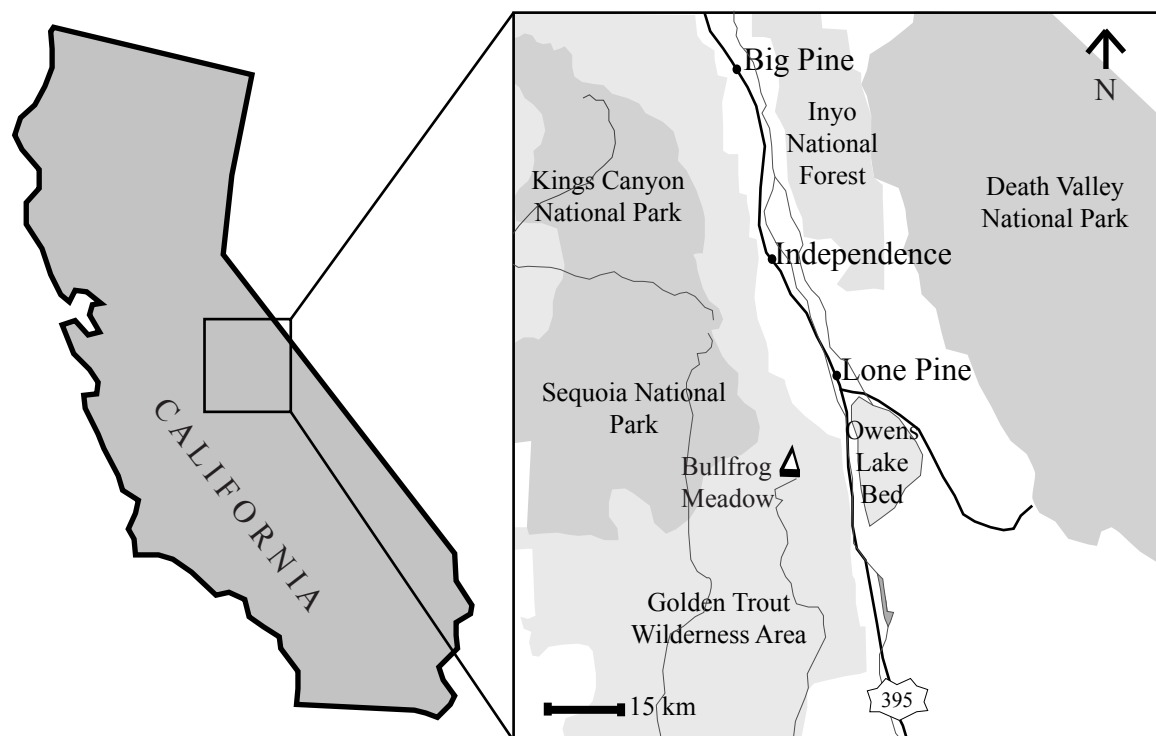 CALIFORNIA
Big Pine
N
Inyo
National
Forest
Kings Canyon
National Park
Death Valley
National Park
Independence
Lone Pine
Sequoia National
Park
Owens
Lake
Bed
Bullfrog
Meadow
Golden Trout
Wilderness Area
15 km
395